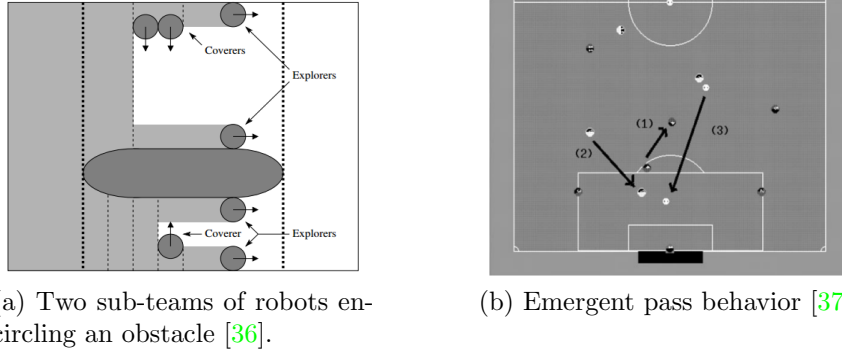 Coverers
Explorers
Coverer
Explorers
(1)
(2)
(3)
a) Two sub-teams of robots en-
circling an obstacle [36].
(b) Emergent pass behavior [37